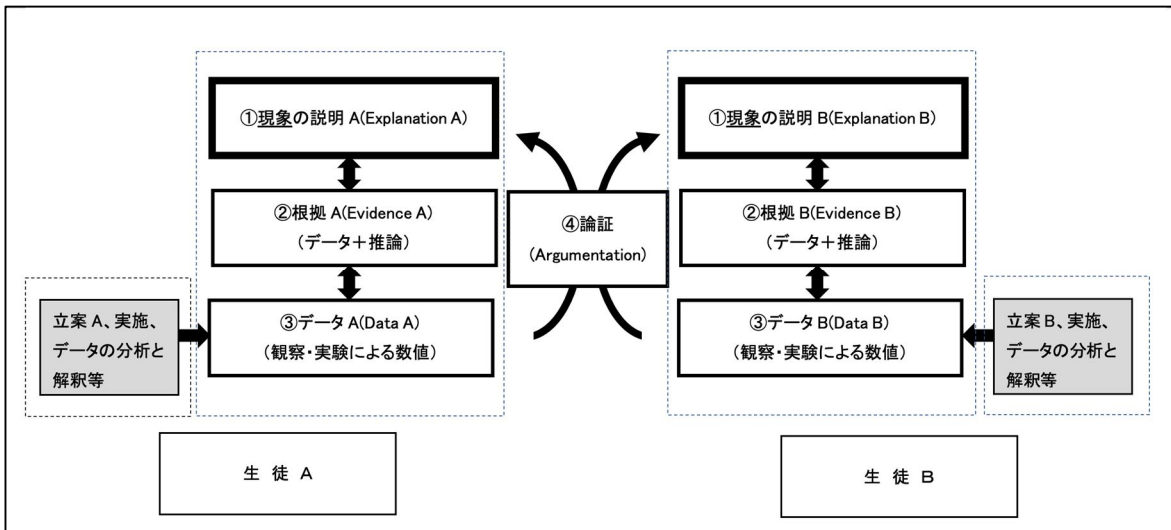 ①現象の説明 A(Explanation A)
②根拠 A(Evidence A)
(データ+推論)
③データ A(Data A)
(観察・実験による数値)
立案 A、実施、
データの分析と
解釈等
生 徒 A
④論証
(Argumentation)
①現象の説明 B(Explanation B)
②根拠 B(Evidence B)
(データ+推論)
③データ B(Data B)
(観察・実験による数値)
立案 B、実施、
データの分析と
解釈等
生 徒 B